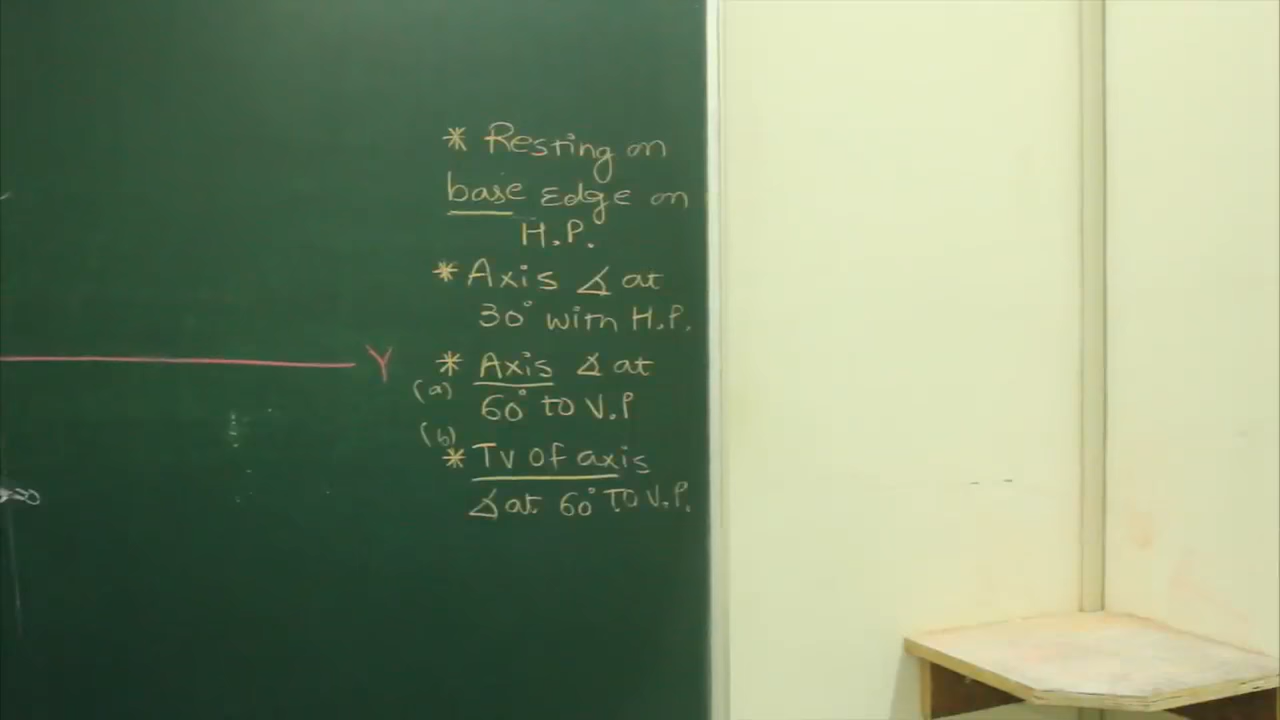 * Resting on
base Edge on
H.P.
* Axis ∡ at
30° with H.P.
* Axis ∡ at
(a)
60° to V.P
(b)
* Tv of axis
∡ at 60° To V.P.
Y